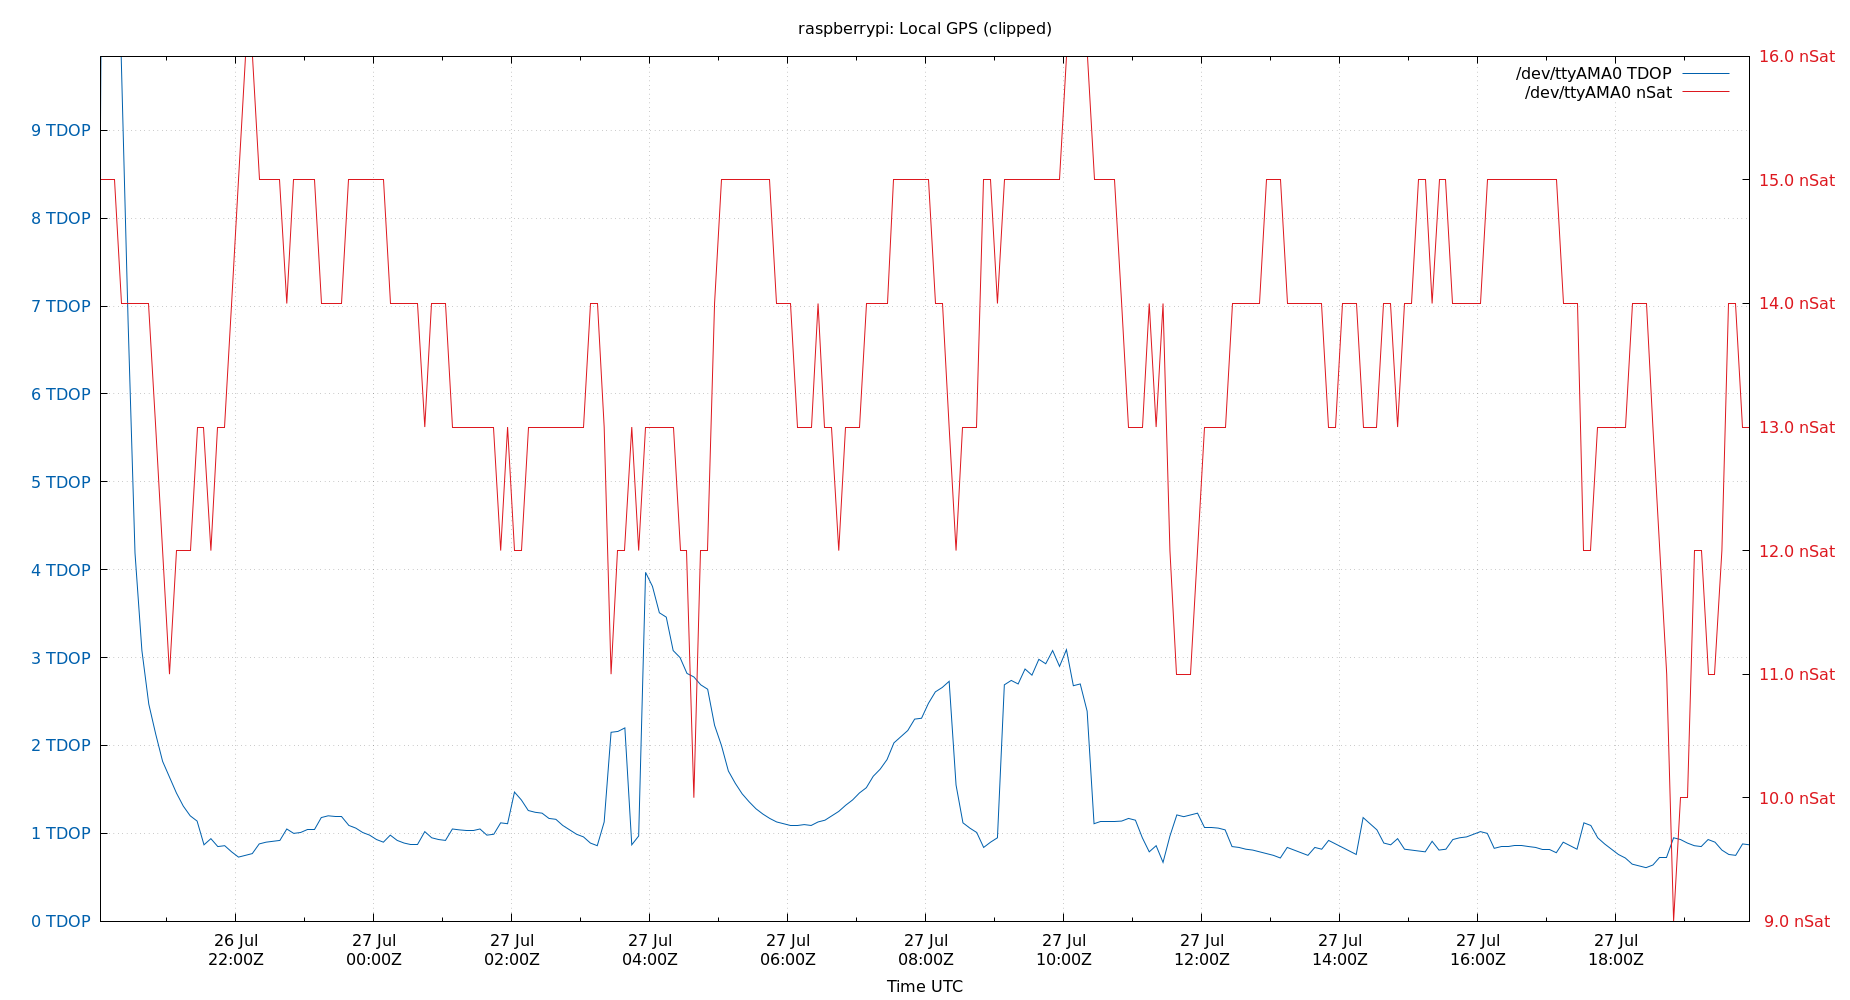 raspberrypi: Local GPS (clipped)
/dev/ttyAMA0 TDOP
/dev/ttyAMA0 nSat
9 TDOP
8 TDOP
7 TDOP
6 TDOP
5 TDOP
4 TDOP
3 TDOP
2 TDOP
1 TDOP
0 TDOP
16.0 nSat
15.0 nSat
14.0 nSat
13.0 nSat
12.0 nSat
11.0 nSat
10.0 nSat
9.0 nSat
26 Jul
22:00Z
27 Jul
00:00Z
27 Jul
02:00Z
27 Jul
04:00Z
27 Jul
06:00Z
27 Jul
08:00Z
27 Jul
10:00Z
27 Jul
12:00Z
27 Jul
14:00Z
27 Jul
16:00Z
27 Jul
18:00Z
Time UTC